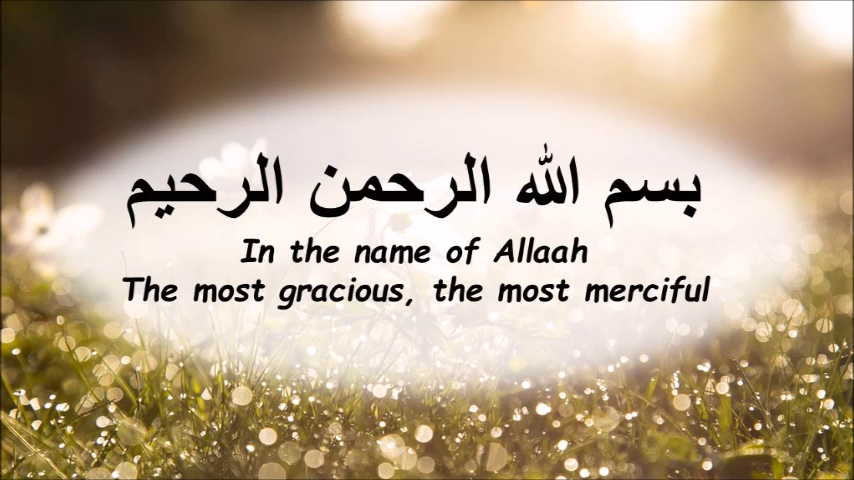 بسم الله الرحمن الرحيم
In the name of Allaah
The most gracious, the most merciful